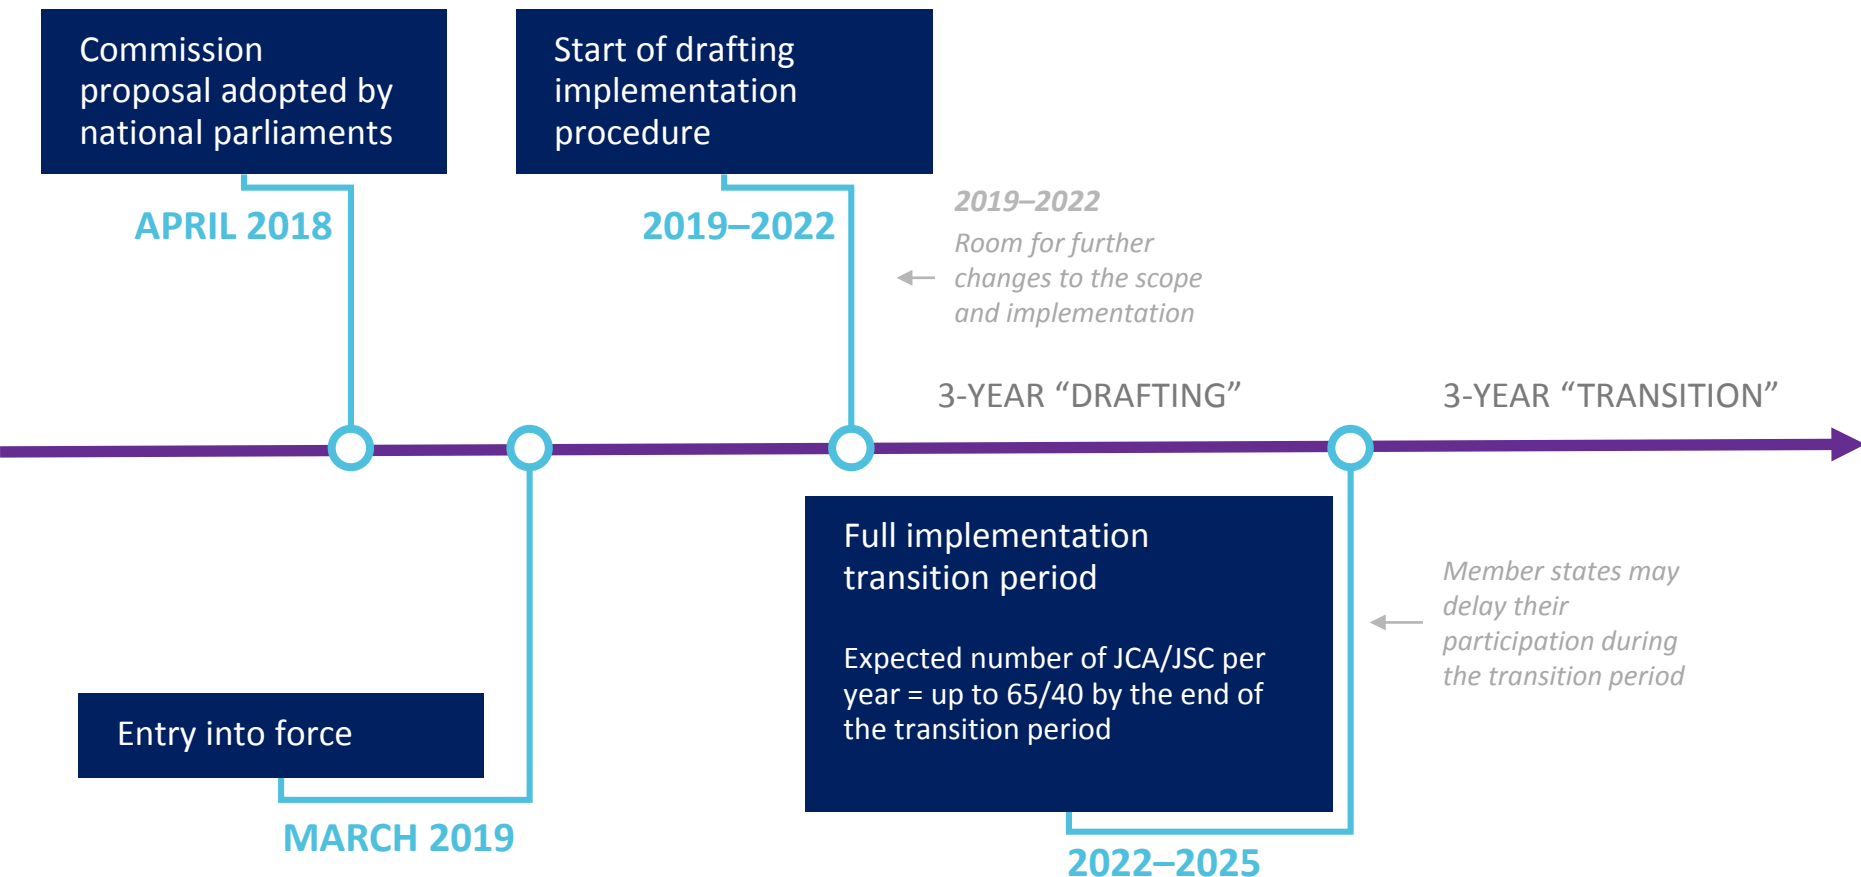 Commission
proposal adopted by
national parliaments
APRIL 2018
Start of drafting
implementation
procedure
2019–2022
2019–2022
Room for further
changes to the scope
and implementation
3-YEAR “DRAFTING”
3-YEAR “TRANSITION”
Entry into force
MARCH 2019
Full implementation
transition period
Expected number of JCA/JSC per
year = up to 65/40 by the end of
the transition period
2022–2025
Member states may
delay their
participation during
the transition period